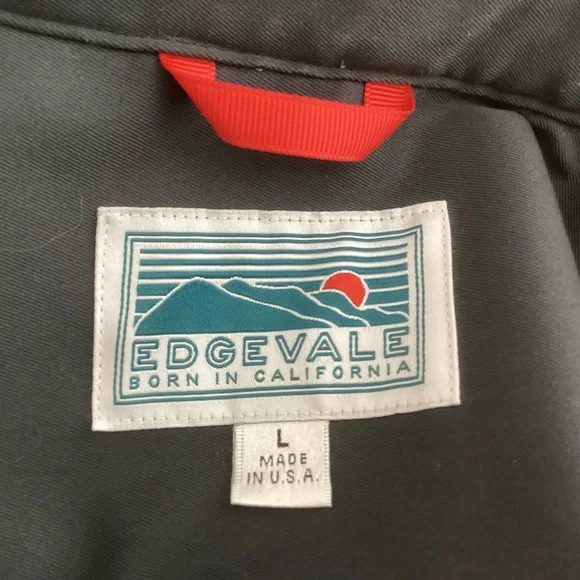 EDGEVALE
BORN IN CALIFORNIA
L
MADE
IN U.S.A.